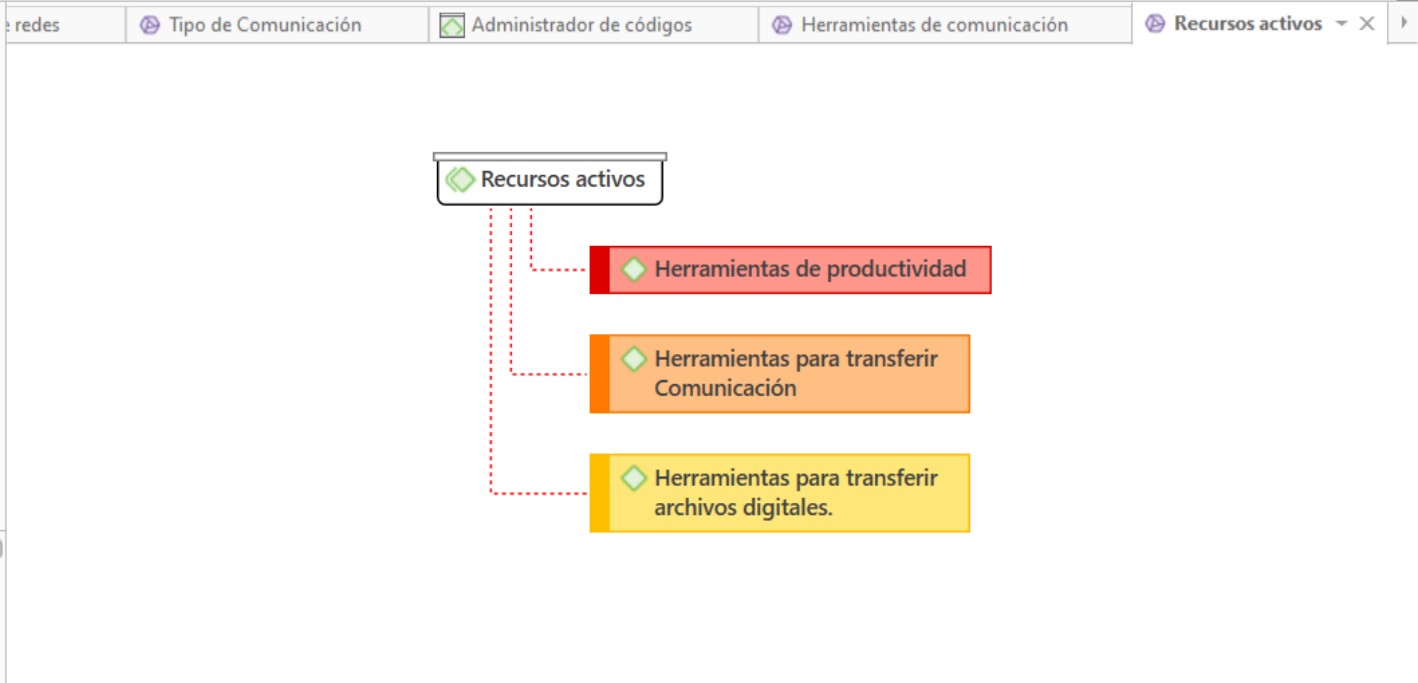 redes
Tipo de Comunicación
Administrador de códigos
Herramientas de comunicación
Recursos activos
Recursos activos
Herramientas de productividad
Herramientas para transferir
Comunicación
Herramientas para transferir
archivos digitales.